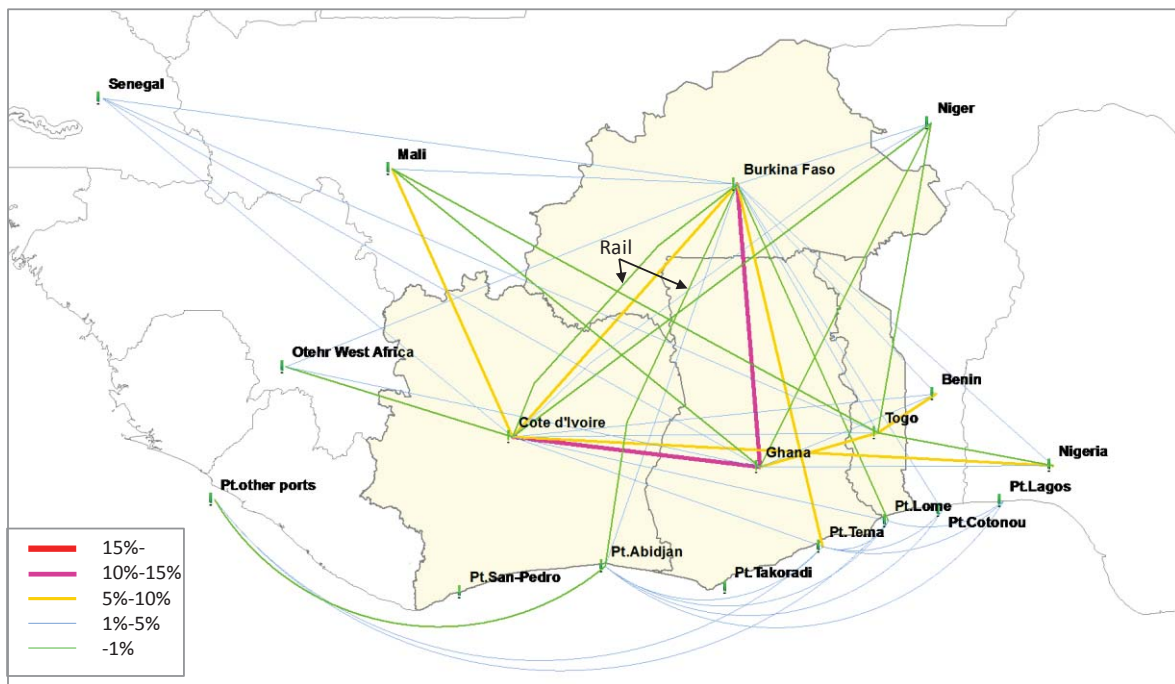 Senegal
Niger
Mali
Burkina Faso
Rail
Otehr West Africa
Benin
Cote d'Ivoire
Togo
Ghana
Nigeria
Pt.other ports
Pt.Lagos
Pt.Lome
Pt.Cotonou
Pt.Tema
Pt.Abidjan
Pt.San-Pedro
Pt.Takoradi
15%-
10%-15%
5%-10%
1%-5%
-1%